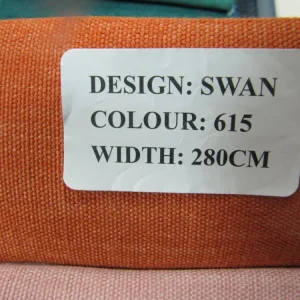 DESIGN: SWAN
COLOUR: 615
WIDTH: 280CM